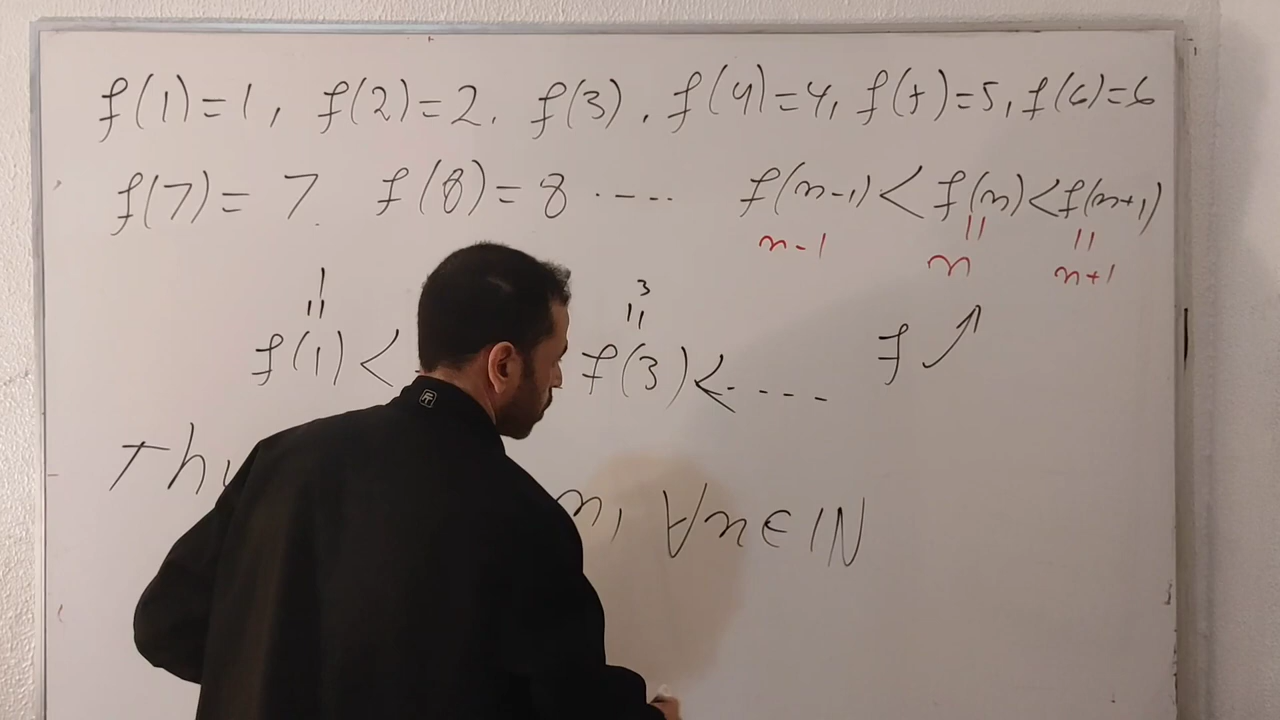 f(1)=1, f(2)=2. f(3). f(4)=4, f(5)=5, f(6)=6
f(7)=7. f(8)=8 .---- f(n-1)<f(n)<f(n+1)
n-1 n n+1
1 3
f(1)< f(3)<.--- f ↗
n, ∀n∈IN